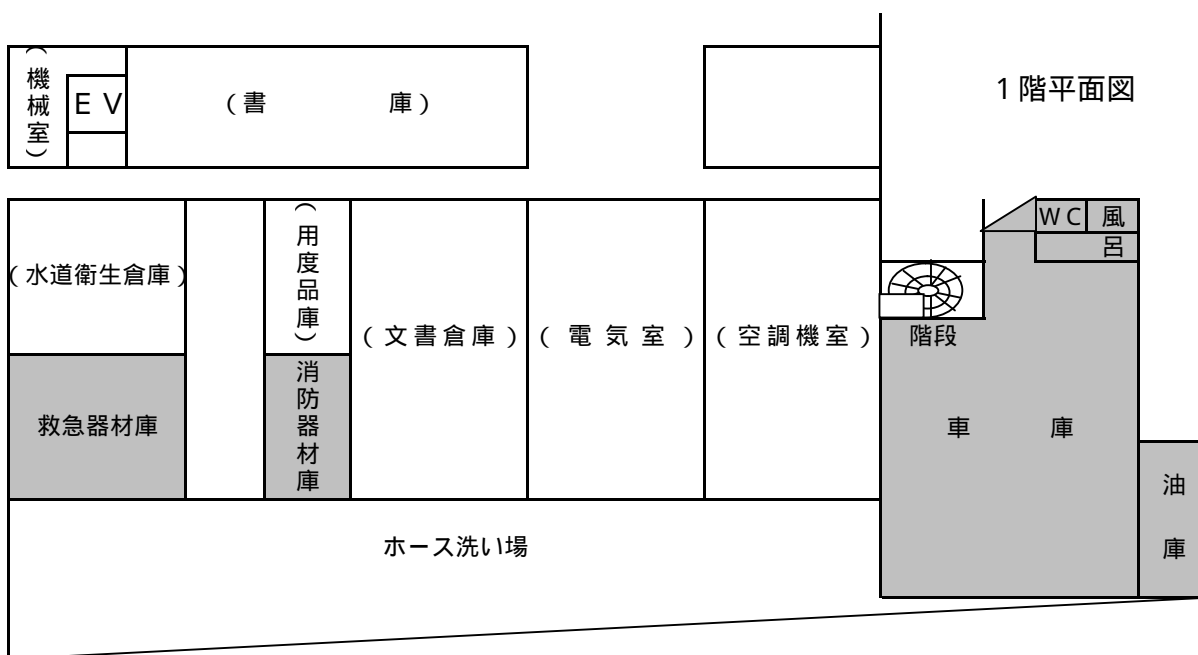 １階平面図
(機械室)
ＥＶ
(書　　　庫)
ＷＣ
風呂
(水道衛生倉庫)
(用度品庫)
(文書倉庫)
(電気室)
(空調機室)
階段
救急器材庫
消防器材庫
車　庫
油庫
ホース洗い場